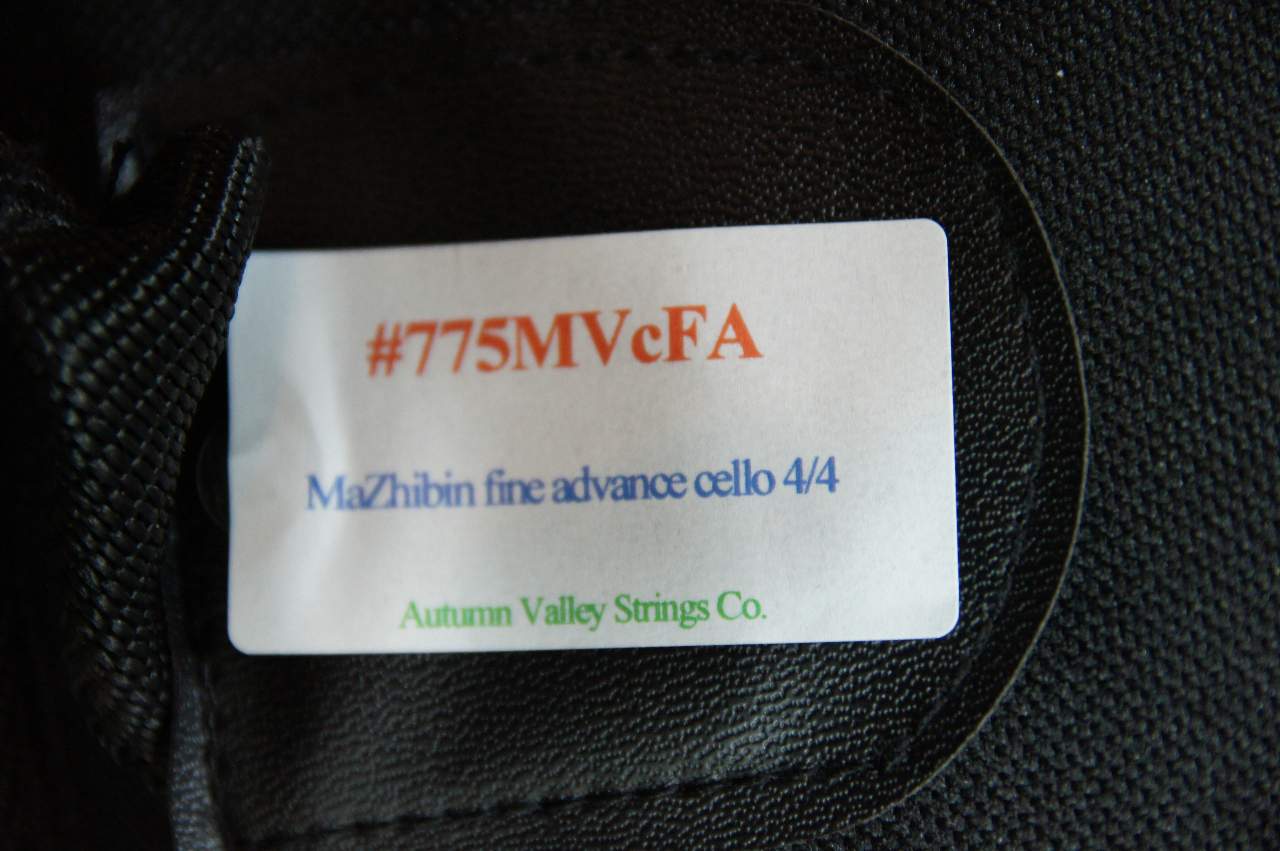 #775MVcFA
MaZhibin fine advance cello 4/4
Autumn Valley Strings Co.